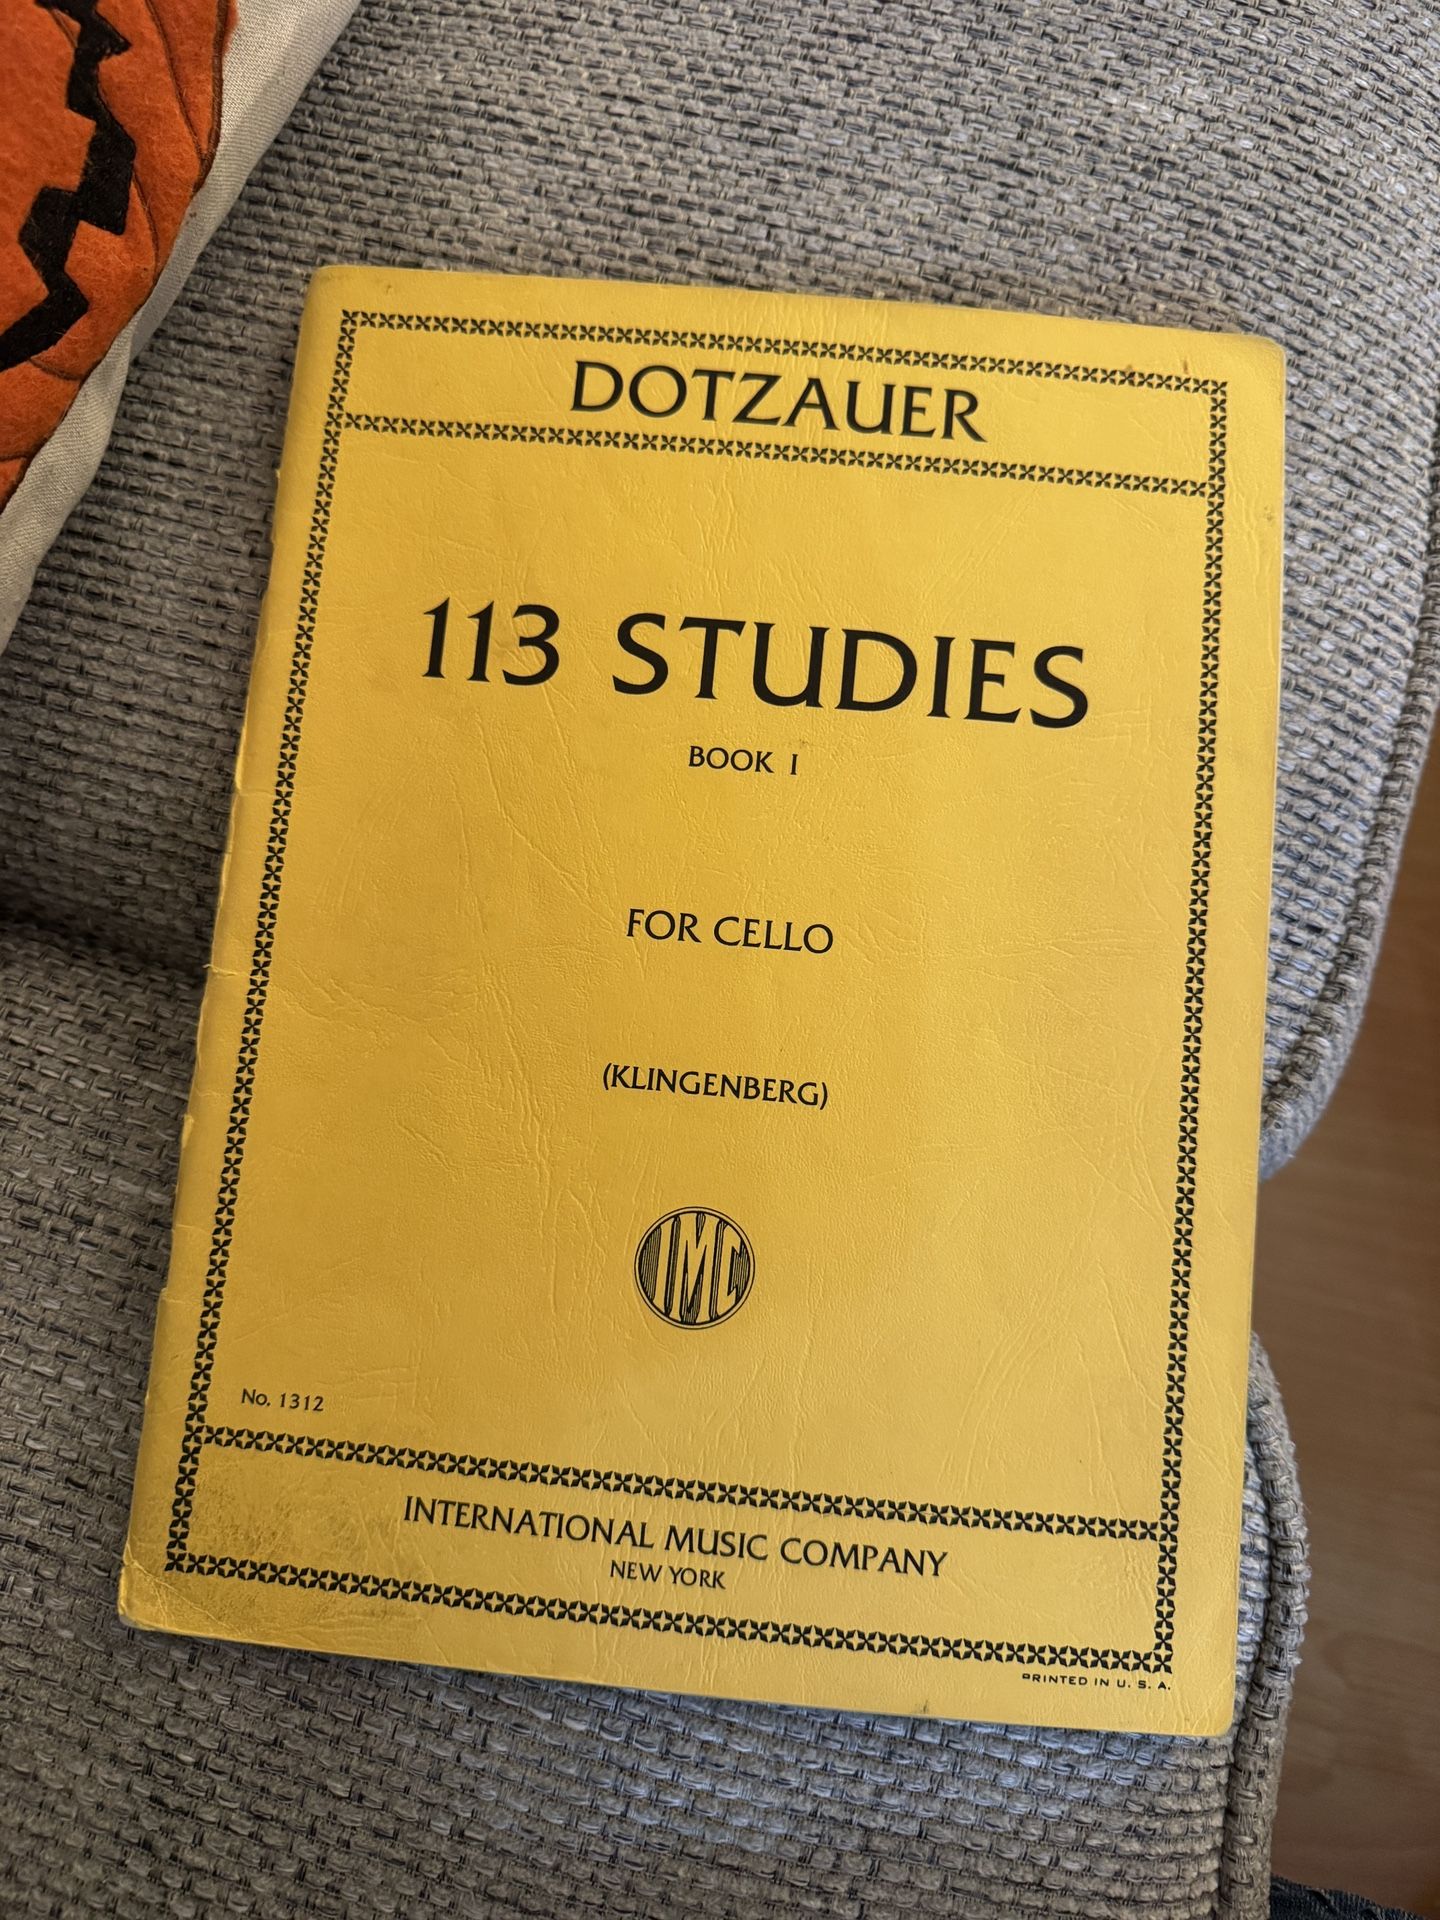 DOTZAUER
113 STUDIES
BOOK I
FOR CELLO
(KLINGENBERG)
IMC
No. 1312
INTERNATIONAL MUSIC COMPANY
NEW YORK
PRINTED IN U. S. A.